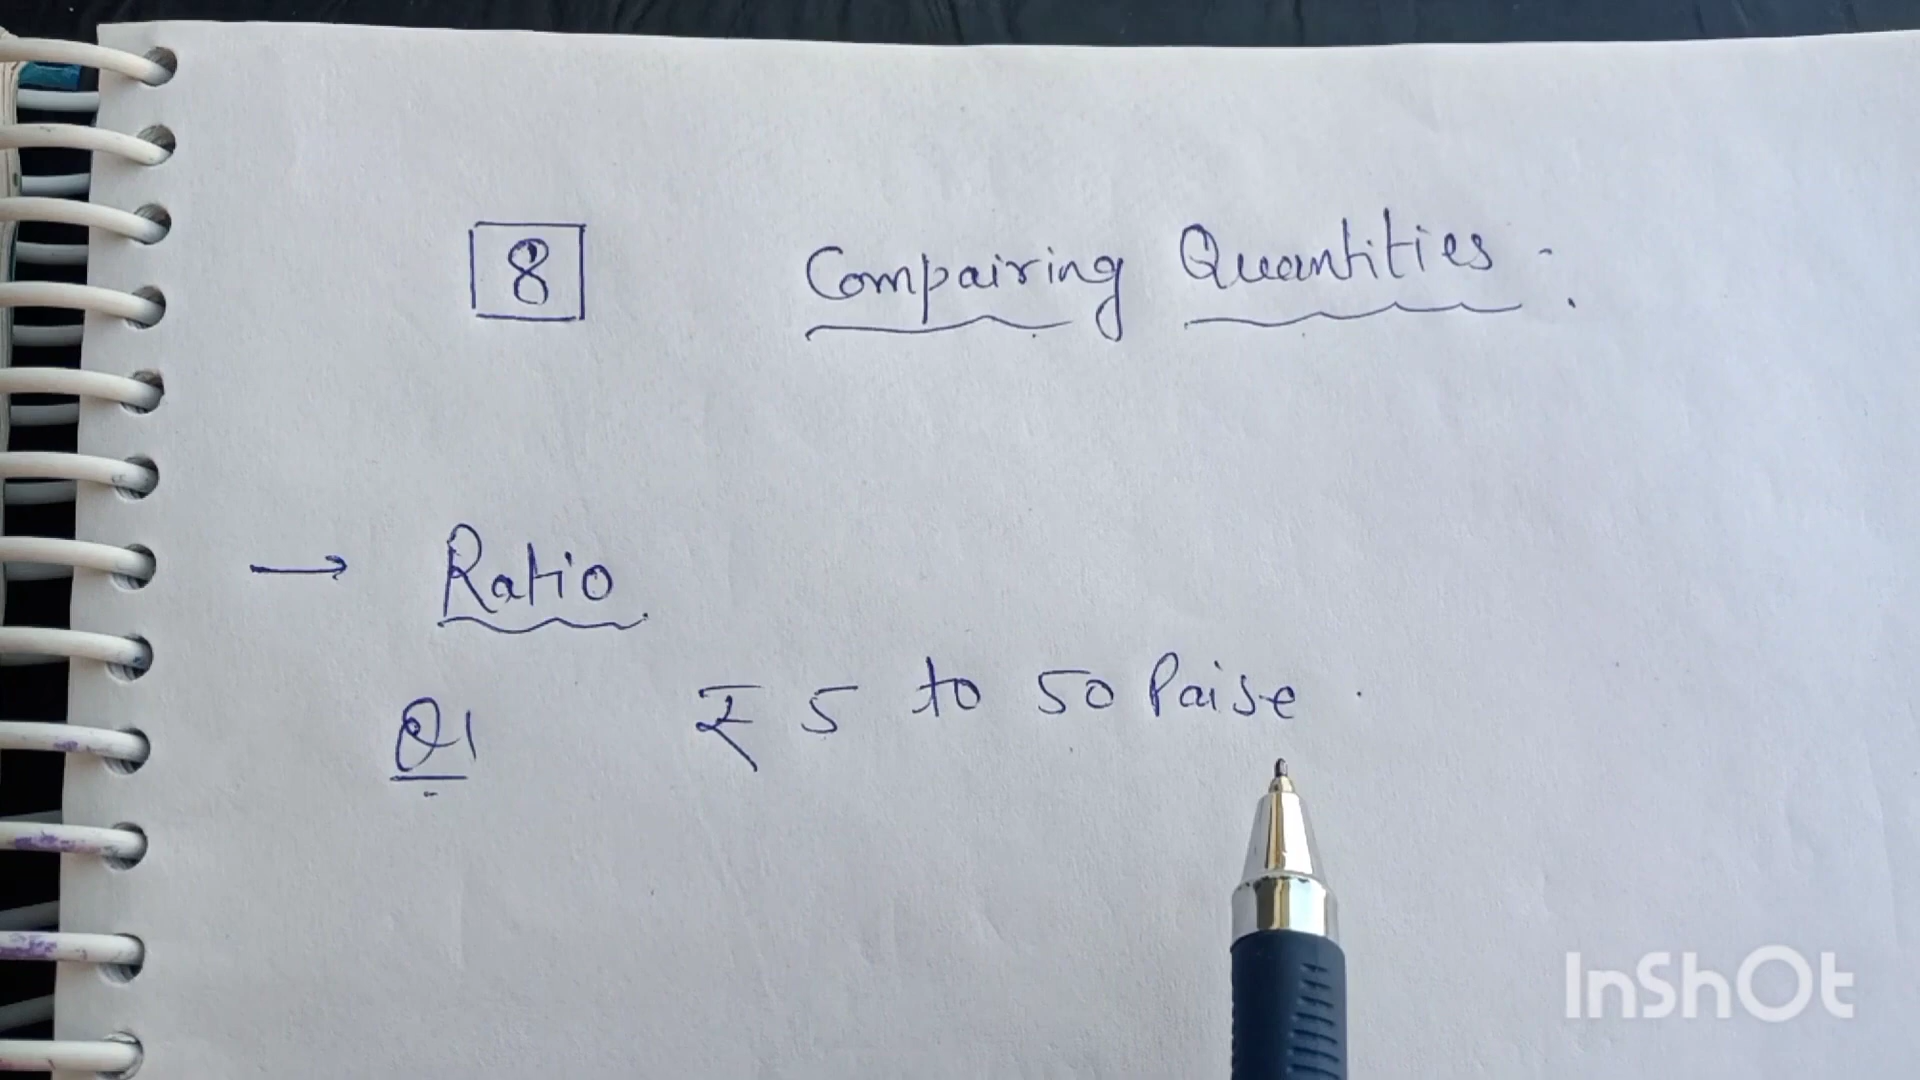 8 Compairing Quantities.
→ Ratio
Q1 ₹ 5 to 50 Paise.
InShOt